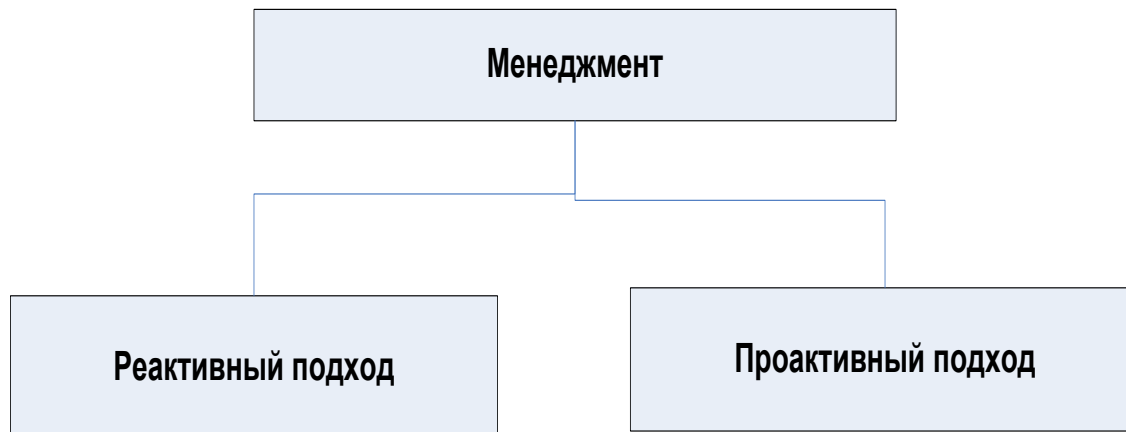 Менеджмент
Реактивный подход
Проактивный подход